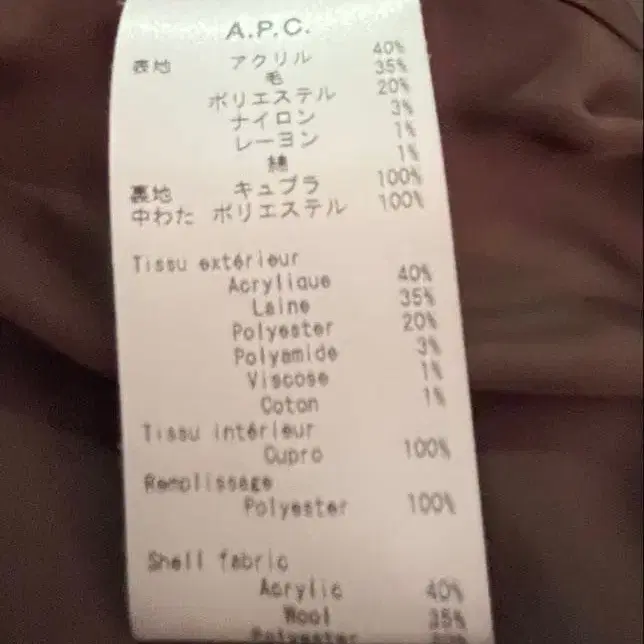 A.P.C.
表地 アクリル 40%
毛 35%
ポリエステル 20%
ナイロン 3%
レーヨン 1%
綿 1%
裏地 キュプラ 100%
中わた ポリエステル 100%
Tissu extérieur
Acrylique 40%
Laine 35%
Polyester 20%
Polyamide 3%
Viscose 1%
Coton 1%
Tissu intérieur
Cupro 100%
Remplissage
Polyester 100%
Shell fabric
Acrylic 40%
Wool 35%
Polyester